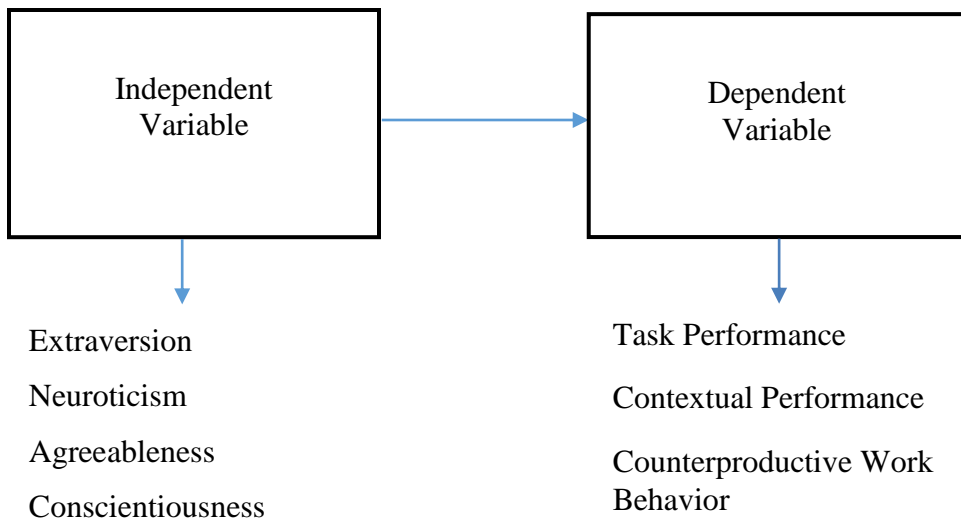 Independent
Variable
Dependent
Variable
Extraversion
Neuroticism
Agreeableness
Conscientiousness
Task Performance
Contextual Performance
Counterproductive Work
Behavior